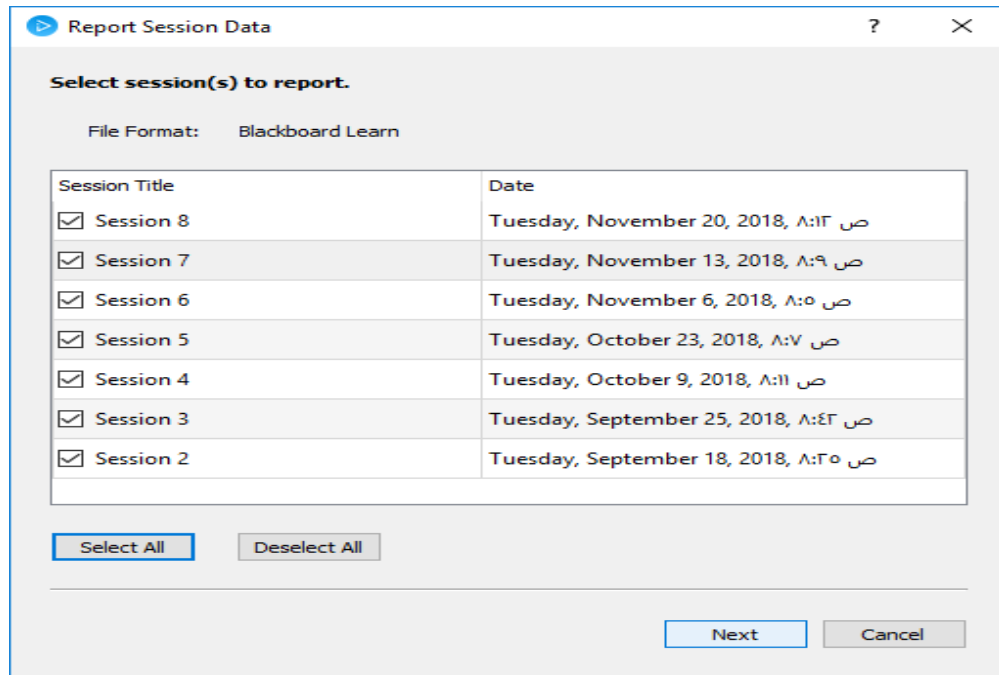 Report Session Data ?
Select session(s) to report.
File Format: Blackboard Learn
Session Title Date
Session 8 Tuesday, November 20, 2018, ٨:١٢ ص
Session 7 Tuesday, November 13, 2018, ٨:٩ ص
Session 6 Tuesday, November 6, 2018, ٨:٥ ص
Session 5 Tuesday, October 23, 2018, ٨:٧ ص
Session 4 Tuesday, October 9, 2018, ٨:١١ ص
Session 3 Tuesday, September 25, 2018, ٨:٤٢ ص
Session 2 Tuesday, September 18, 2018, ٨:٢٥ ص
Select All Deselect All
Next Cancel